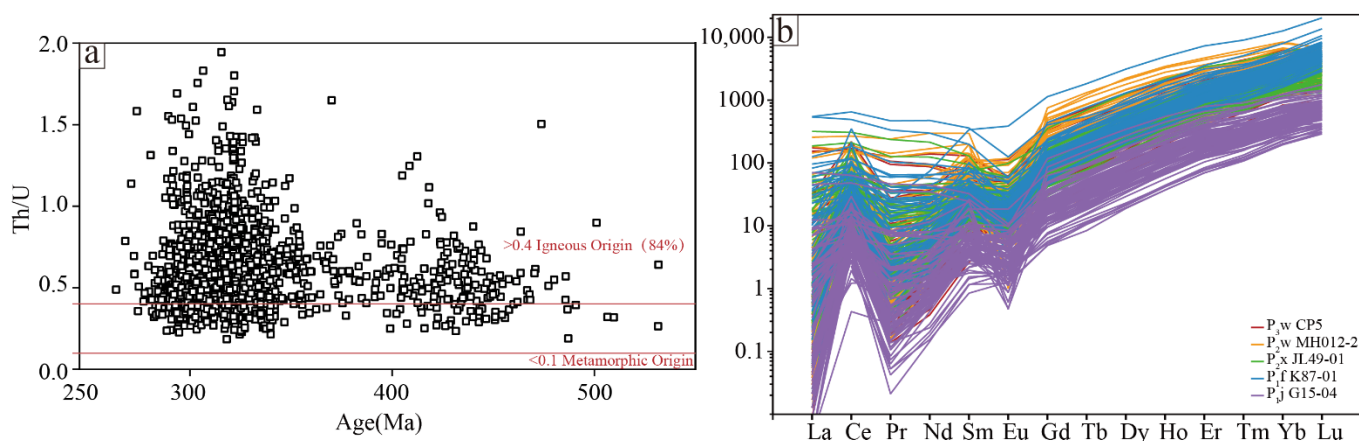 a
2.0
1.5
1.0
0.5
0.0
Th/U
>0.4 Igneous Origin (84%)
<0.1 Metamorphic Origin
250
300
400
500
Age(Ma)
b
10,000
1000
100
10
1
0.1
P₃w CP5
P₂w MH012-2
P₂x JL49-01
P₁f K87-01
P₁j G15-04
La Ce Pr Nd Sm Eu Gd Tb Dy Ho Er Tm Yb Lu